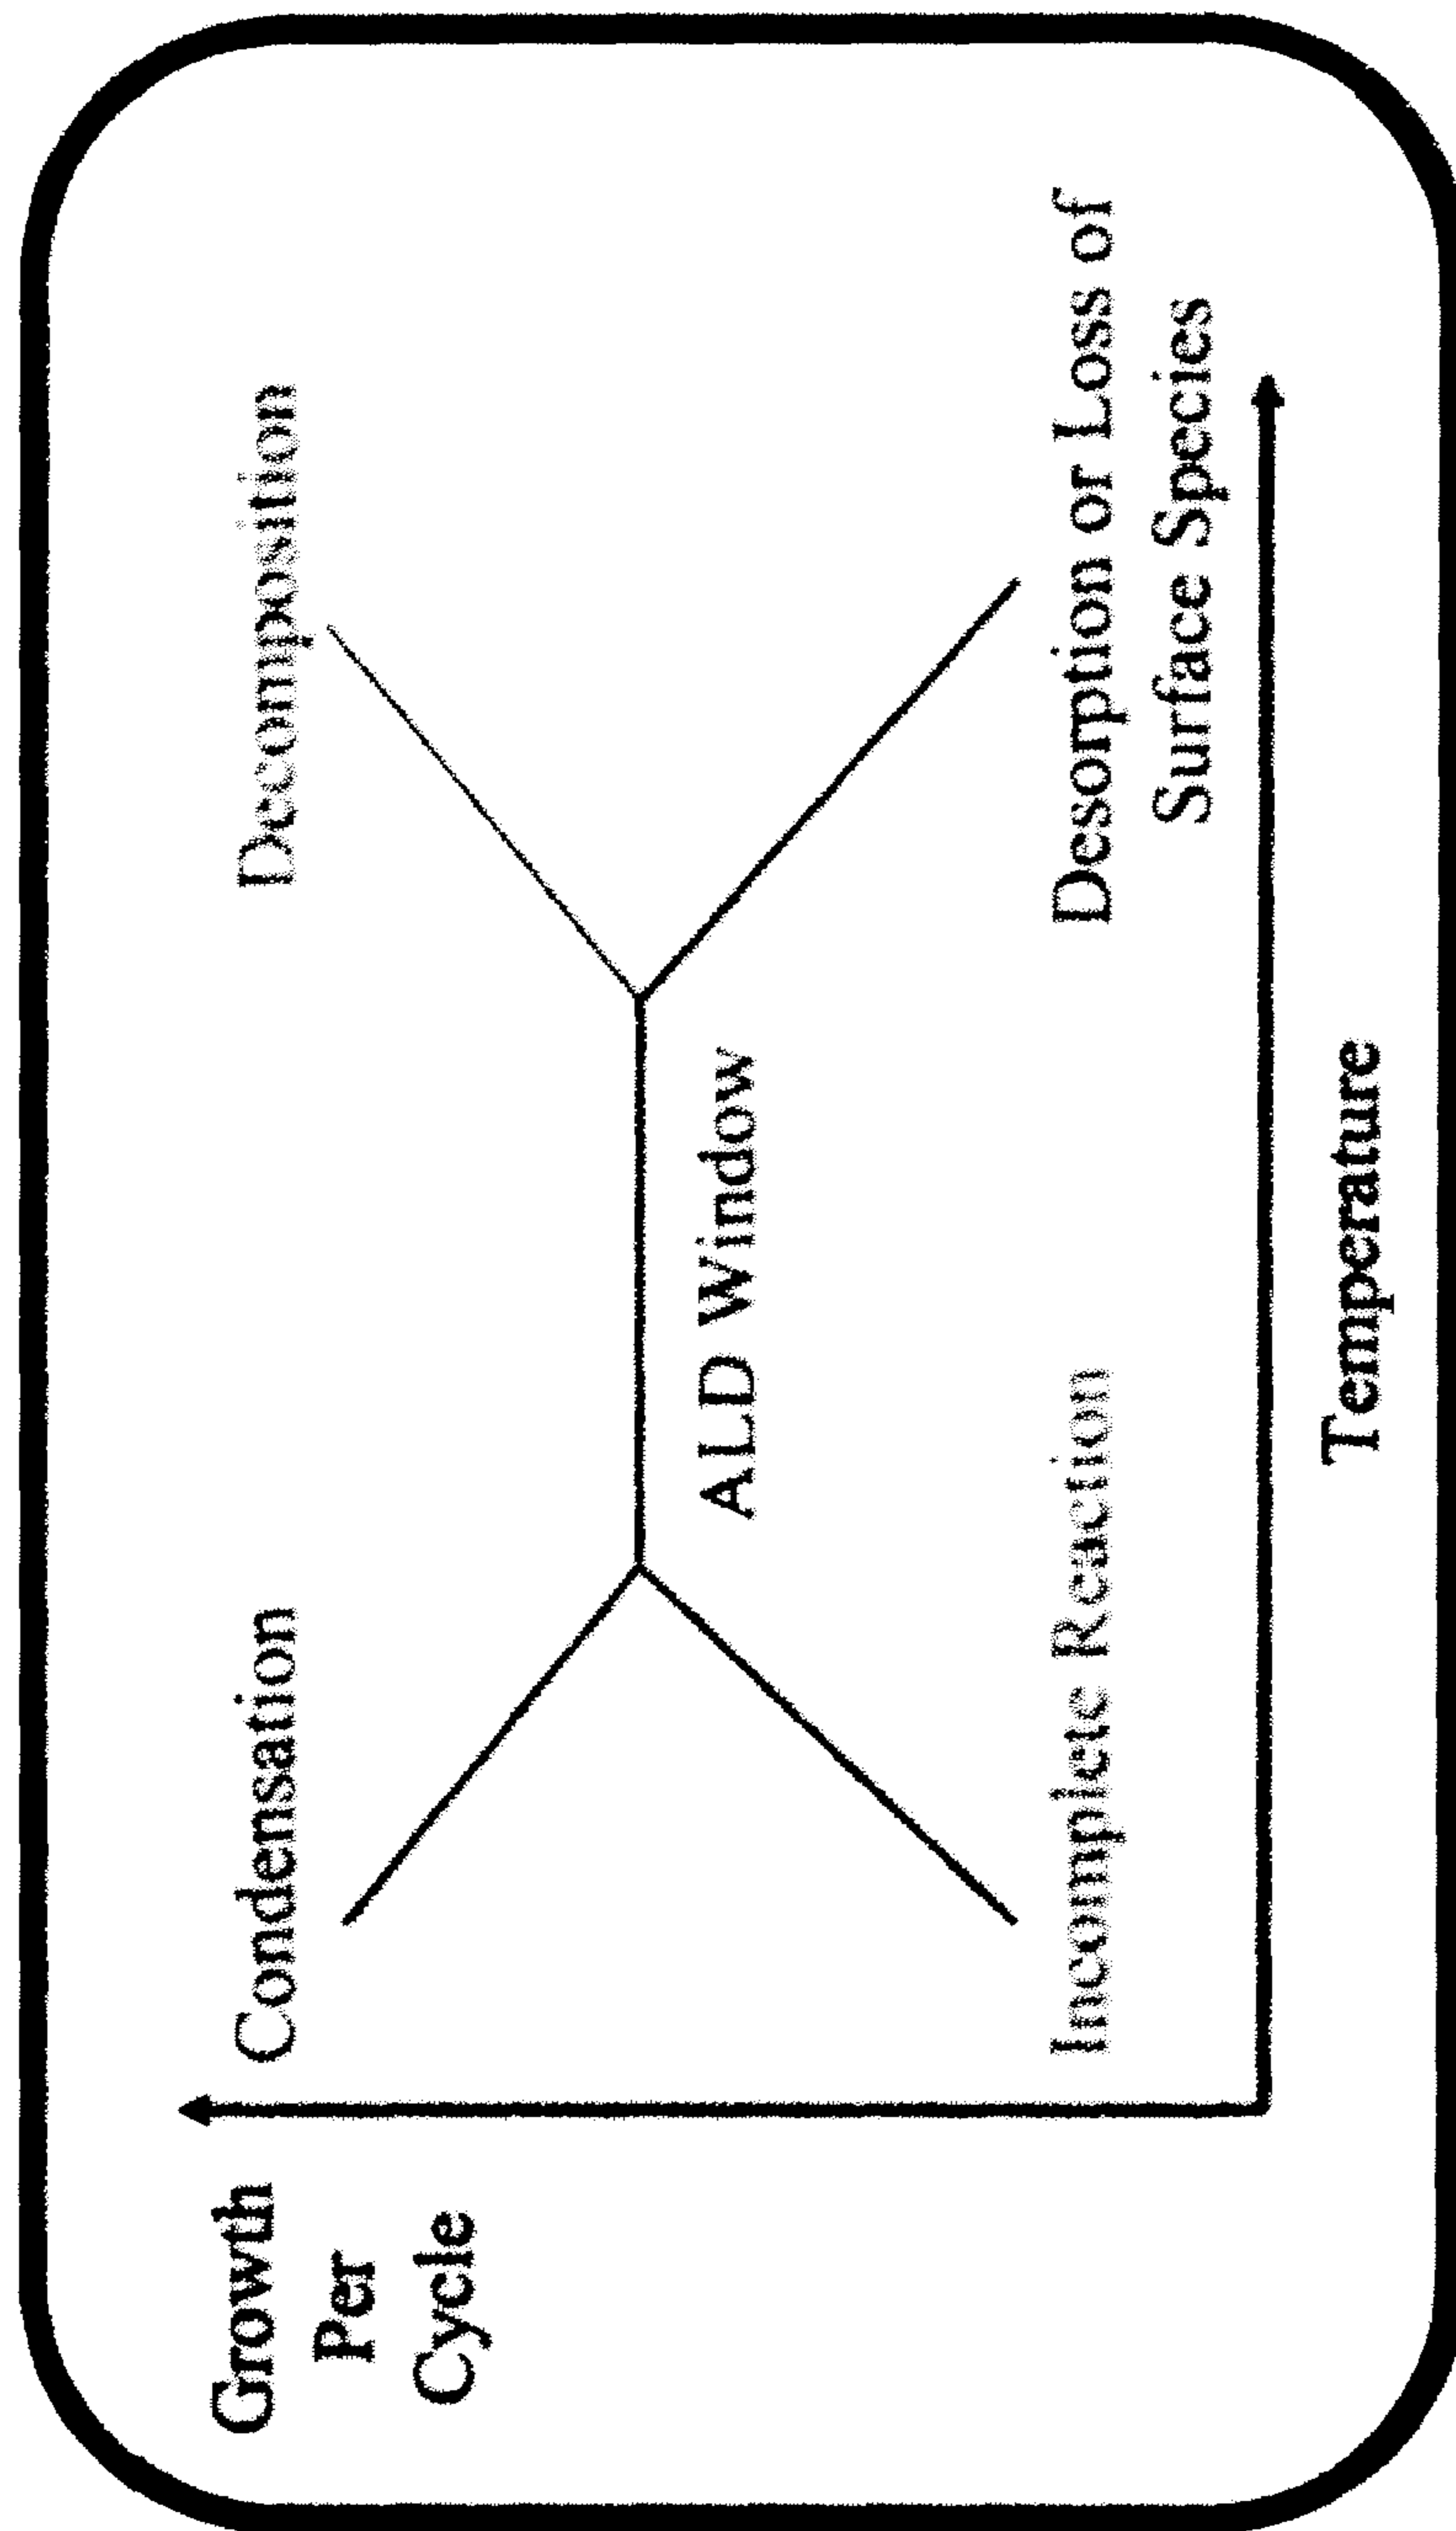 Growth
Per
Cycle
Condensation
Decomposition
ALD Window
Incomplete Reaction
Desorption or Loss of
Surface Species
Temperature